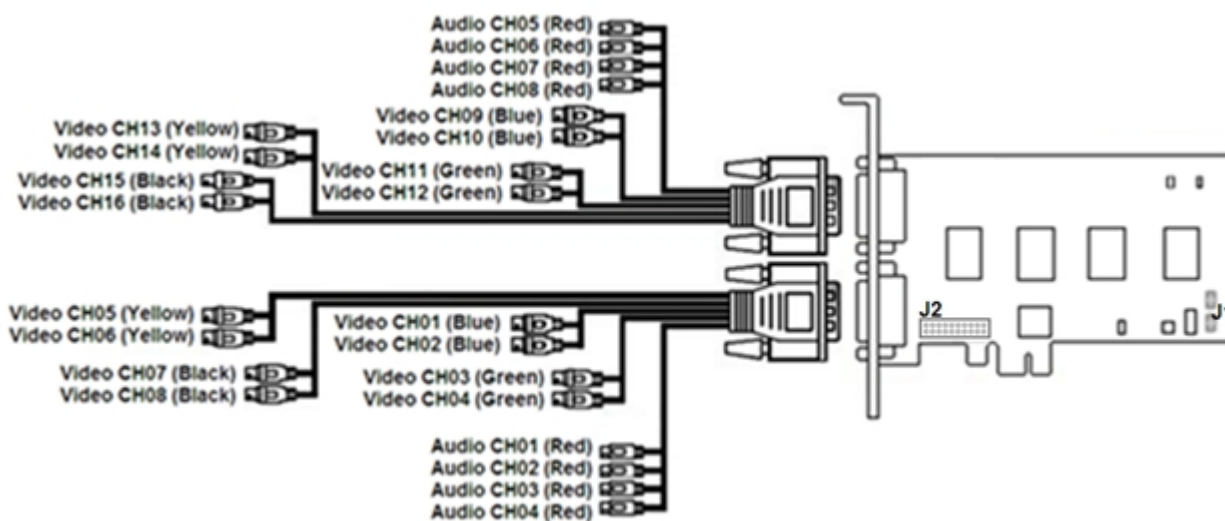 Audio CH05 (Red)
Audio CH06 (Red)
Audio CH07 (Red)
Audio CH08 (Red)
Video CH09 (Blue)
Video CH10 (Blue)
Video CH13 (Yellow)
Video CH14 (Yellow)
Video CH11 (Green)
Video CH12 (Green)
Video CH15 (Black)
Video CH16 (Black)
Video CH05 (Yellow)
Video CH06 (Yellow)
Video CH01 (Blue)
Video CH02 (Blue)
Video CH07 (Black)
Video CH08 (Black)
Video CH03 (Green)
Video CH04 (Green)
Audio CH01 (Red)
Audio CH02 (Red)
Audio CH03 (Red)
Audio CH04 (Red)
J2
J1